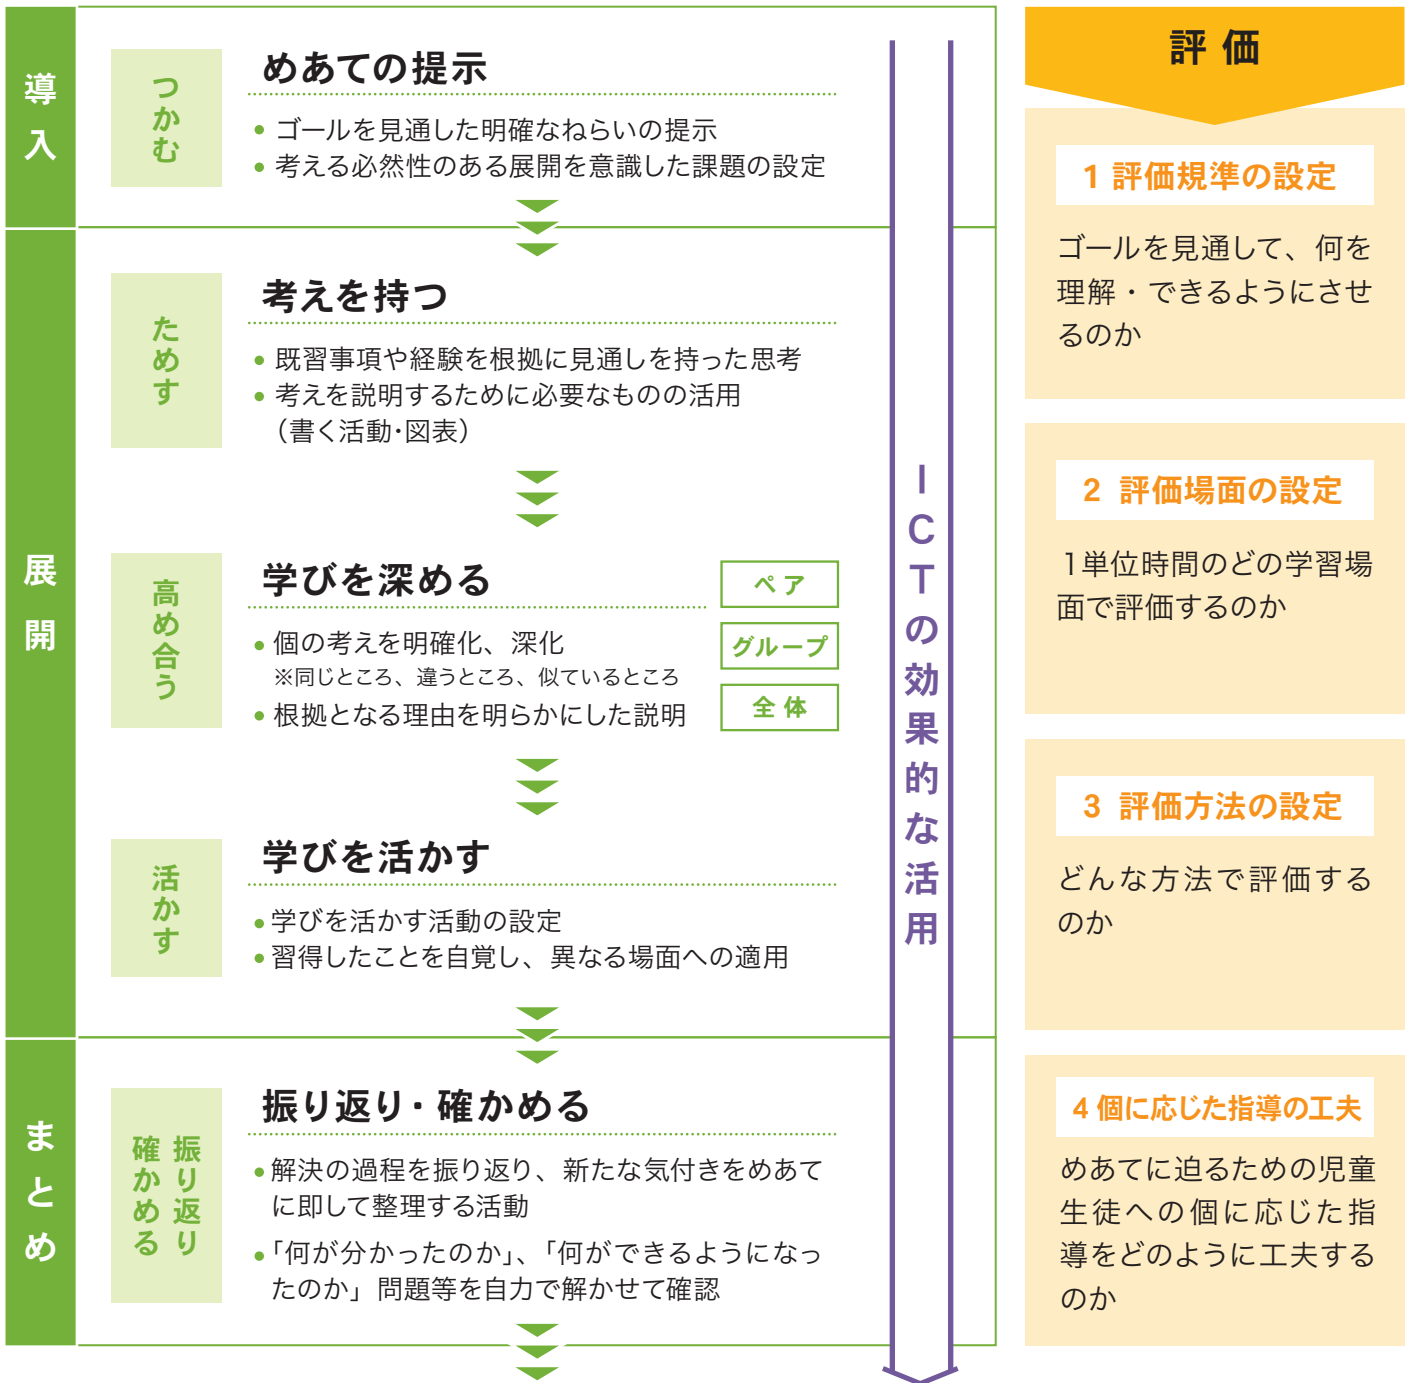 導入
つかむ
めあての提示
• ゴールを見通した明確なねらいの提示
• 考える必然性のある展開を意識した課題の設定
展開
ためす
考えを持つ
• 既習事項や経験を根拠に見通しを持った思考
• 考えを説明するために必要なものの活用
（書く活動・図表）
高め合う
学びを深める
• 個の考えを明確化、深化
※同じところ、違うところ、似ているところ
• 根拠となる理由を明らかにした説明
ペア
グループ
全体
活かす
学びを活かす
• 学びを活かす活動の設定
• 習得したことを自覚し、異なる場面への適用
まとめ
振り返り
確かめる
振り返り・確かめる
• 解決の過程を振り返り、新たな気付きをめあて
に即して整理する活動
• 「何が分かったのか」、「何ができるようになっ
たのか」問題等を自力で解かせて確認
ICTの効果的な活用
評価
1 評価規準の設定
ゴールを見通して、何を
理解・できるようにさせ
るのか
2 評価場面の設定
1単位時間のどの学習場
面で評価するのか
3 評価方法の設定
どんな方法で評価する
のか
4 個に応じた指導の工夫
めあてに迫るための児童
生徒への個に応じた指
導をどのように工夫する
のか